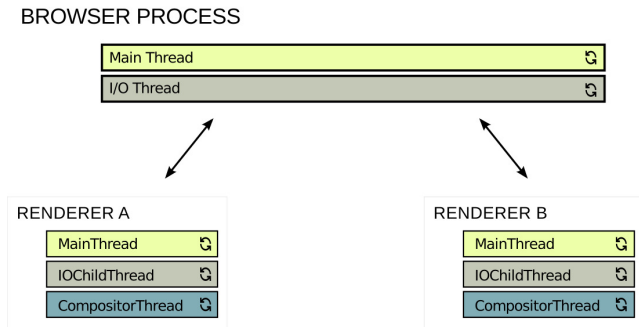 BROWSER PROCESS
Main Thread
I/O Thread
RENDERER A
MainThread
IOChildThread
CompositorThread
RENDERER B
MainThread
IOChildThread
CompositorThread